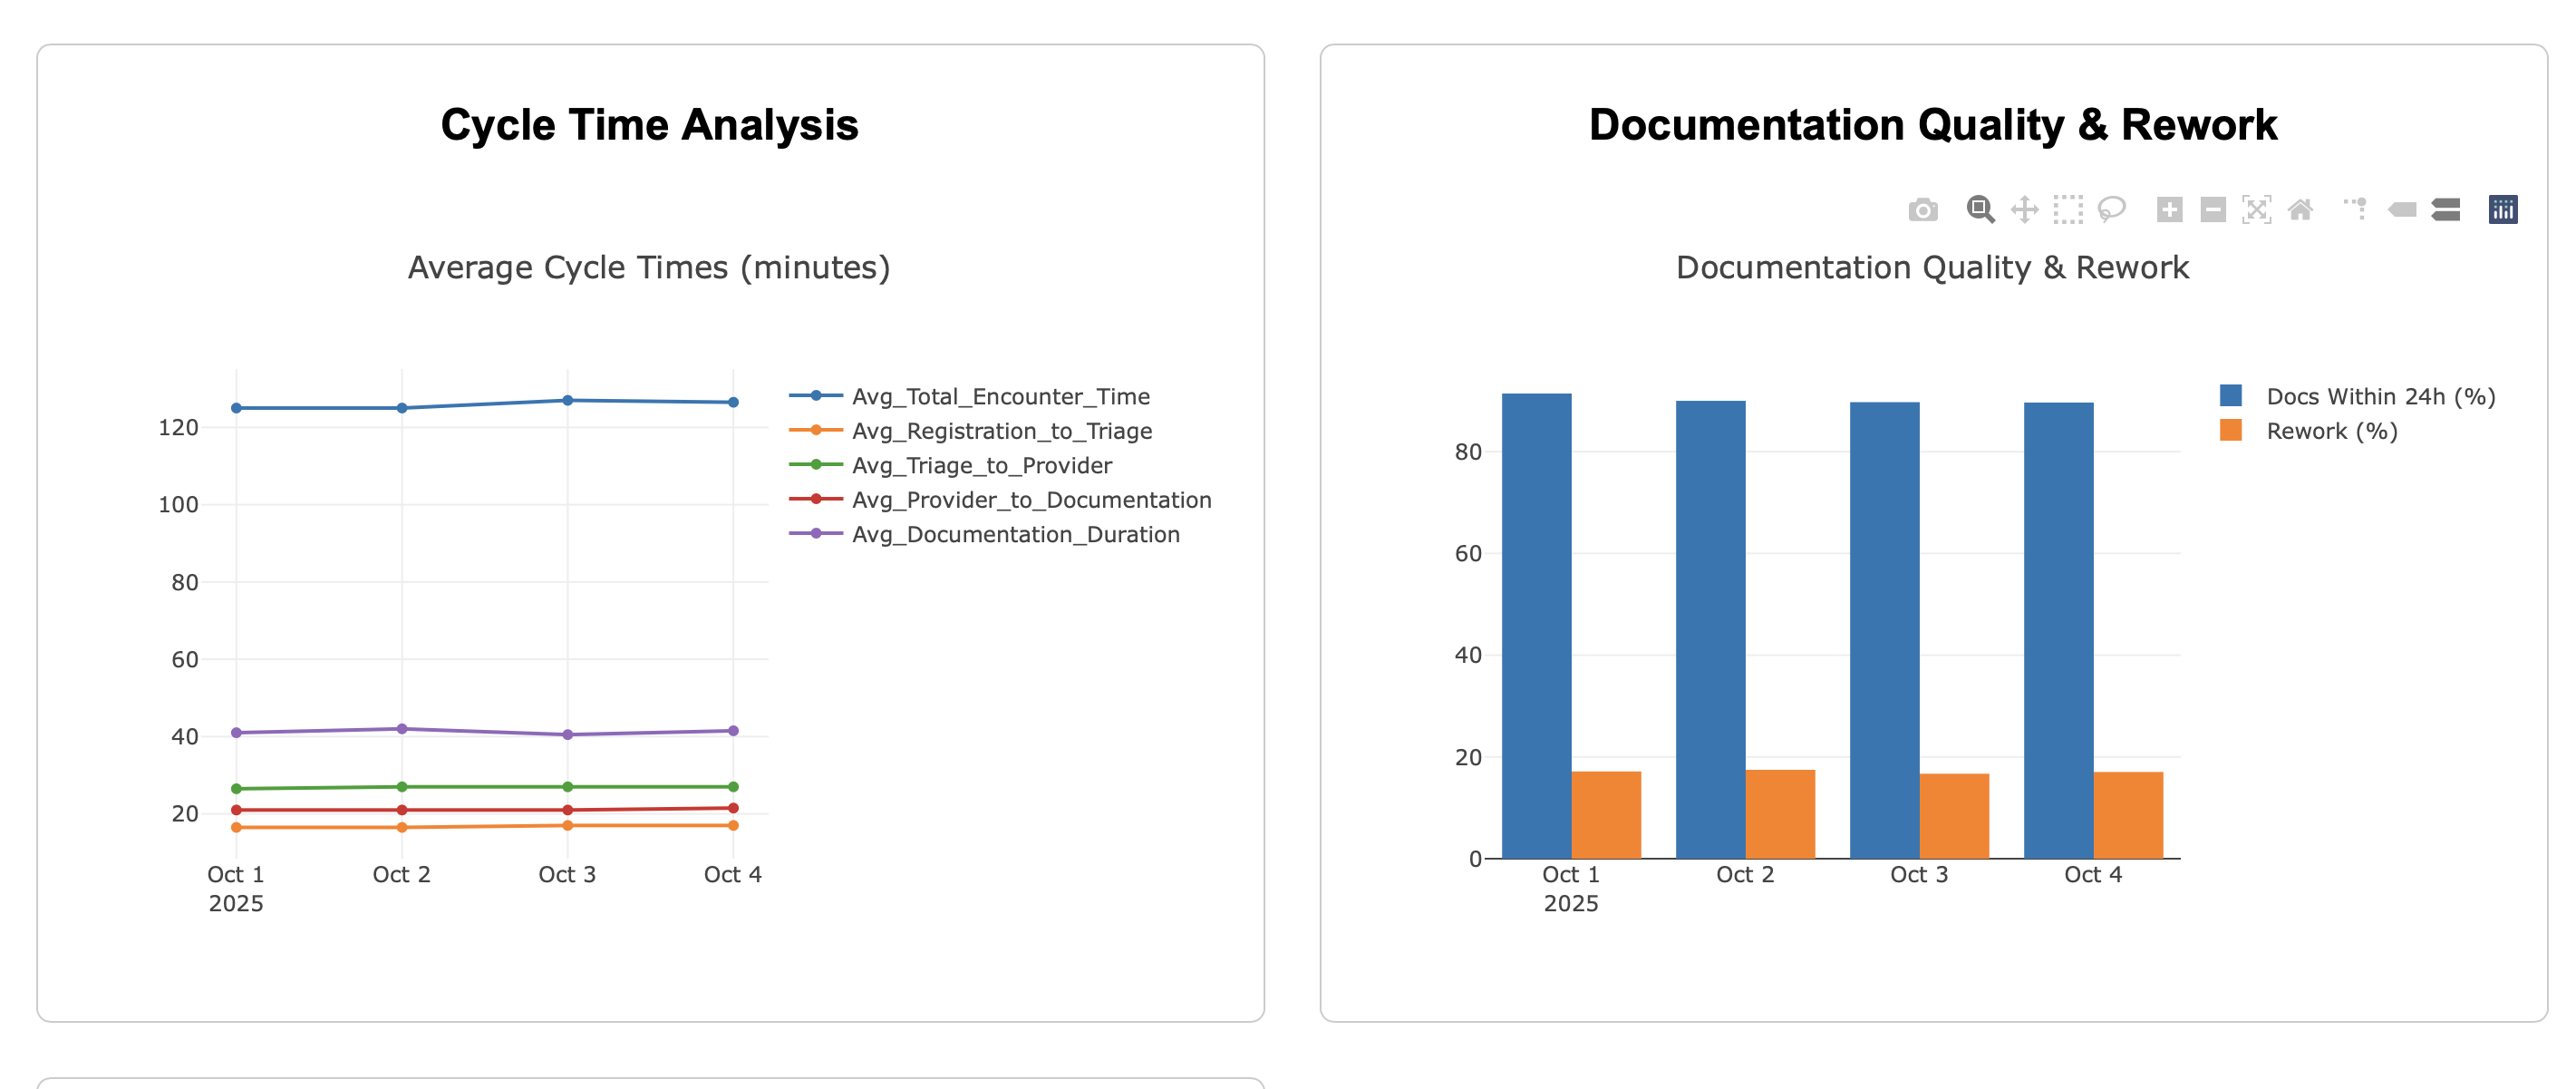 Cycle Time Analysis
Average Cycle Times (minutes)
120
100
80
60
40
20
Oct 1
2025
Oct 2
Oct 3
Oct 4
Avg_Total_Encounter_Time
Avg_Registration_to_Triage
Avg_Triage_to_Provider
Avg_Provider_to_Documentation
Avg_Documentation_Duration
Documentation Quality & Rework
Documentation Quality & Rework
80
60
40
20
0
Oct 1
2025
Oct 2
Oct 3
Oct 4
Docs Within 24h (%)
Rework (%)